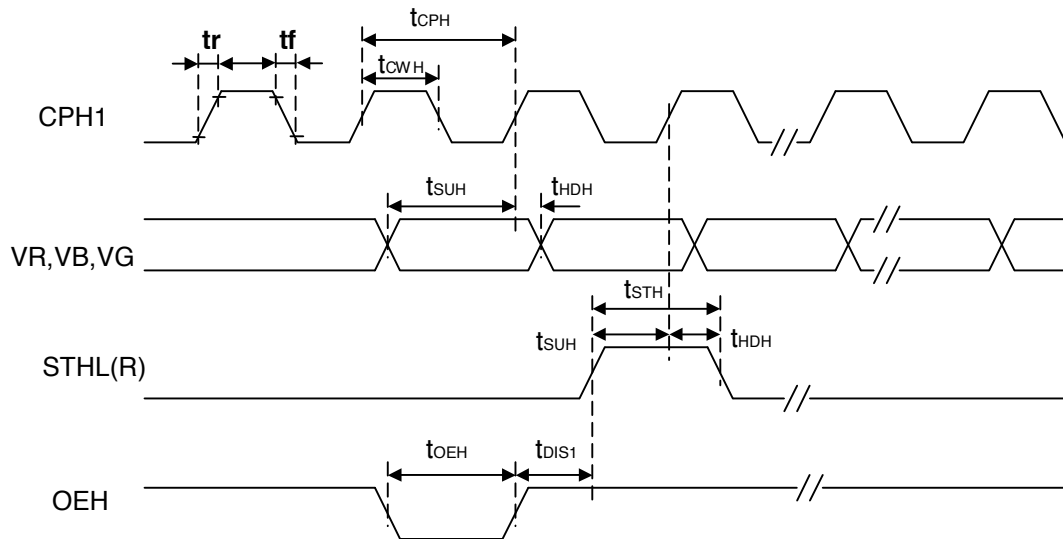 tCPH
tr tf
tCWH
CPH1
tSUH tHDH
VR,VB,VG
tSTH
tSUH tHDH
STHL(R)
tOEH tDIS1
OEH